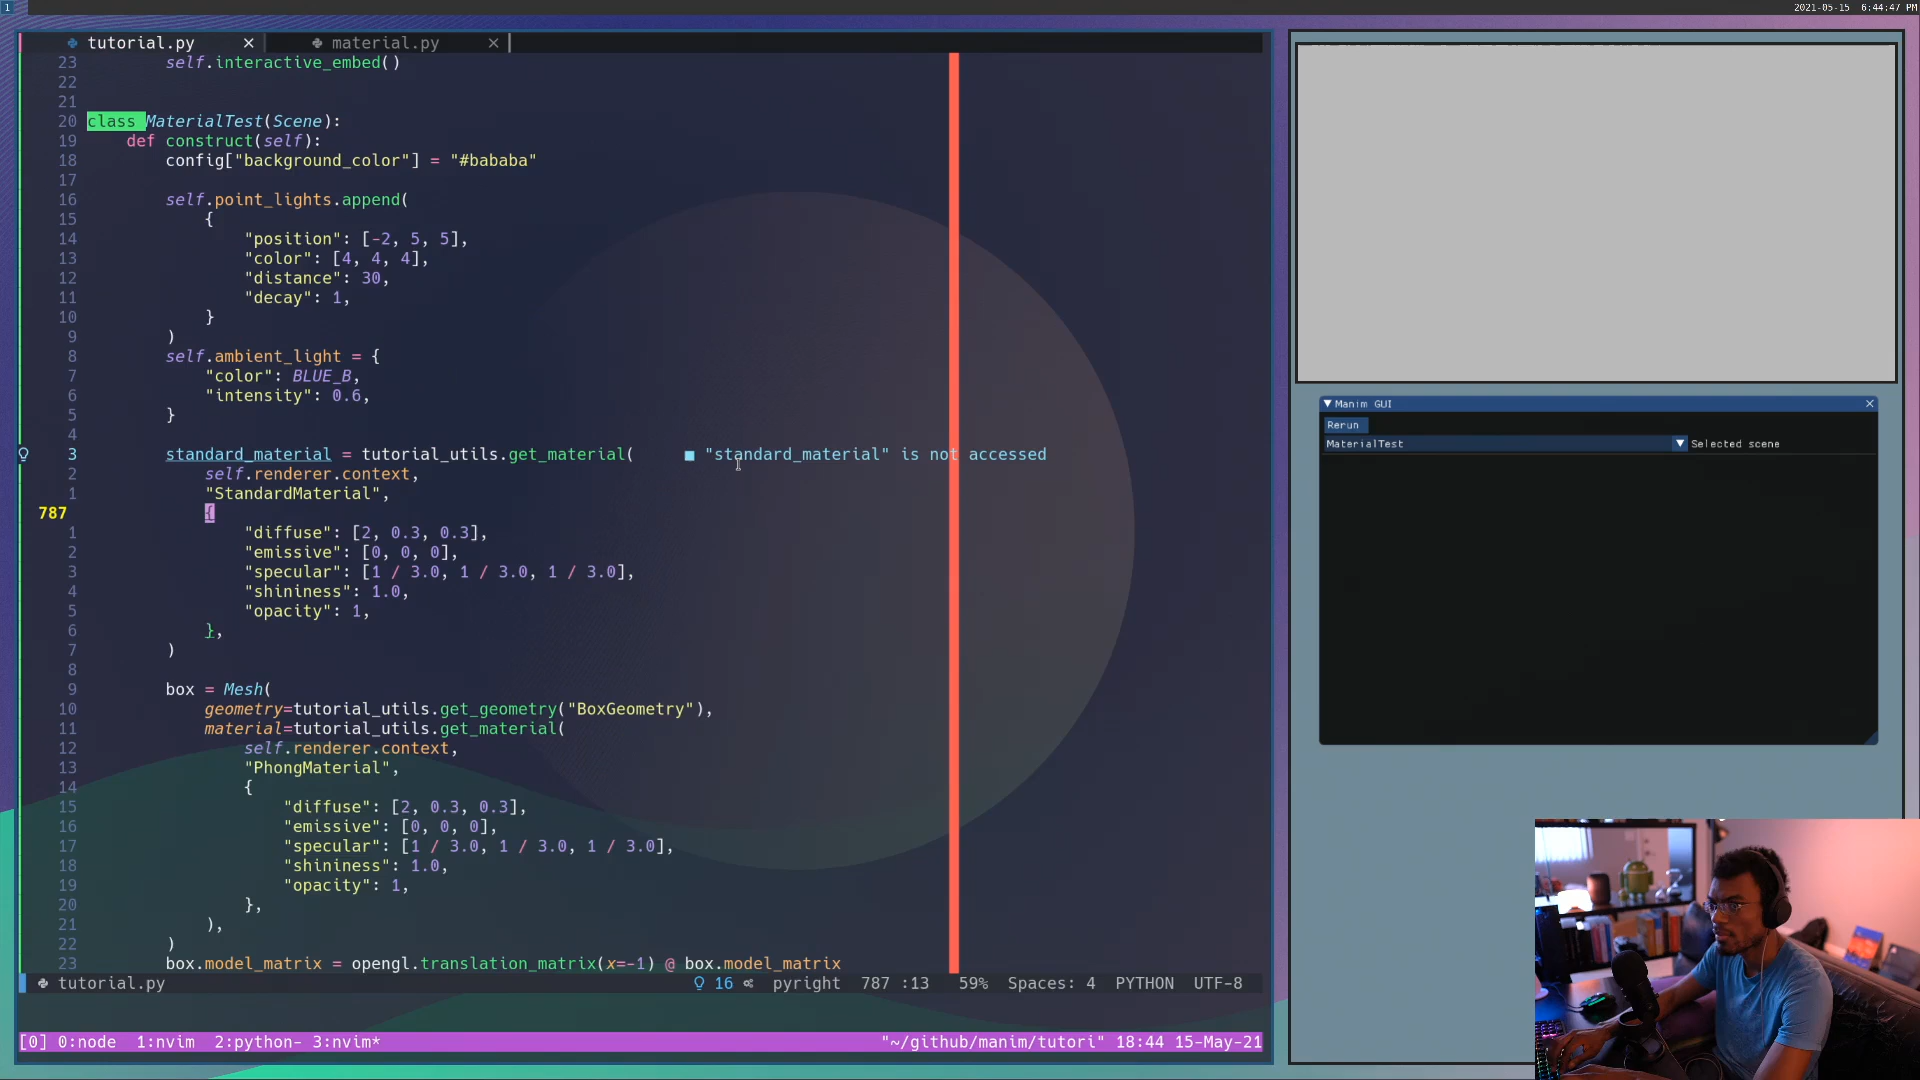 1
2021-05-15 6:44:47 PM
tutorial.py × material.py ×
23 self.interactive_embed()
22
21
20 class MaterialTest(Scene):
19 def construct(self):
18 config["background_color"] = "#bababa"
17
16 self.point_lights.append(
15 {
14 "position": [-2, 5, 5],
13 "color": [4, 4, 4],
12 "distance": 30,
11 "decay": 1,
10 }
9 )
8 self.ambient_light = {
7 "color": BLUE_B,
6 "intensity": 0.6,
5 }
4
3 standard_material = tutorial_utils.get_material( ■ "standard_material" is not accessed
2 self.renderer.context,
1 "StandardMaterial",
787 {
1 "diffuse": [2, 0.3, 0.3],
2 "emissive": [0, 0, 0],
3 "specular": [1 / 3.0, 1 / 3.0, 1 / 3.0],
4 "shininess": 1.0,
5 "opacity": 1,
6 },
7 )
8
9 box = Mesh(
10 geometry=tutorial_utils.get_geometry("BoxGeometry"),
11 material=tutorial_utils.get_material(
12 self.renderer.context,
13 "PhongMaterial",
14 {
15 "diffuse": [2, 0.3, 0.3],
16 "emissive": [0, 0, 0],
17 "specular": [1 / 3.0, 1 / 3.0, 1 / 3.0],
18 "shininess": 1.0,
19 "opacity": 1,
20 },
21 ),
22 )
23 box.model_matrix = opengl.translation_matrix(x=-1) @ box.model_matrix
tutorial.py 16 pyright 787 :13 59% Spaces: 4 PYTHON UTF-8
[0] 0:node 1:nvim 2:python- 3:nvim* "~/github/manim/tutori" 18:44 15-May-21
Manim GUI
Rerun
MaterialTest Selected scene